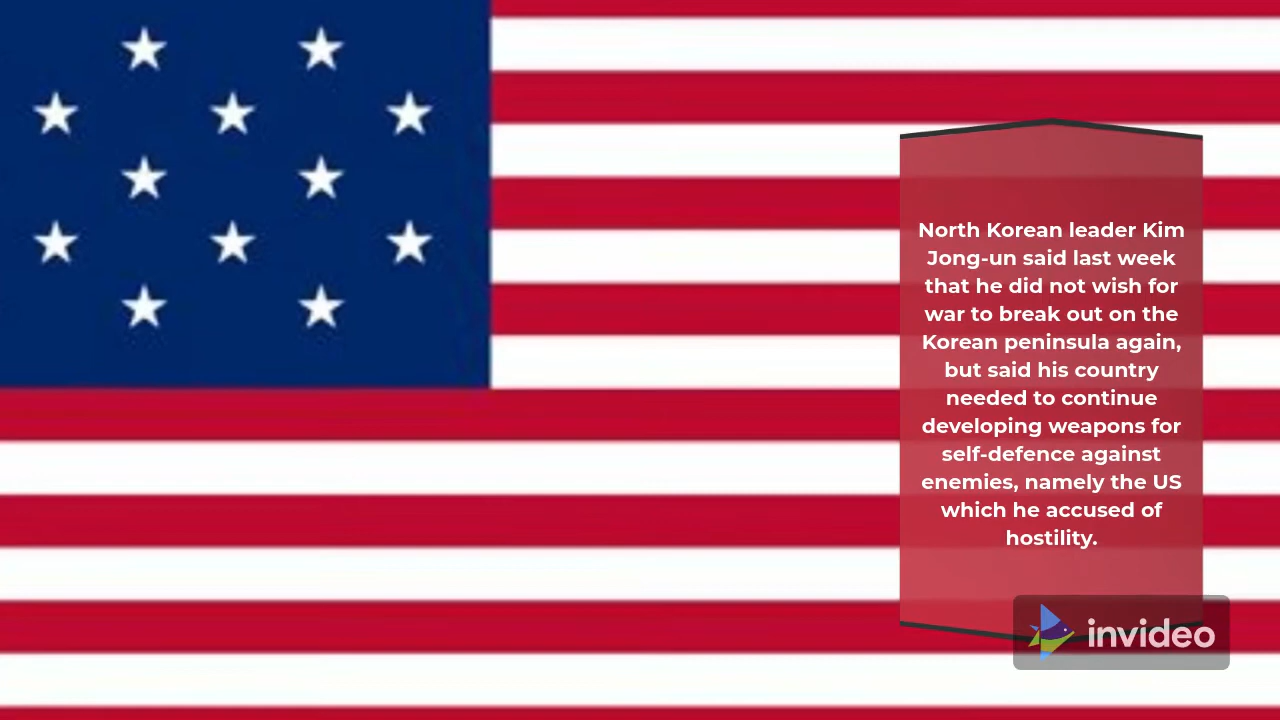 North Korean leader Kim
Jong-un said last week
that he did not wish for
war to break out on the
Korean peninsula again,
but said his country
needed to continue
developing weapons for
self-defence against
enemies, namely the US
which he accused of
hostility.
invideo